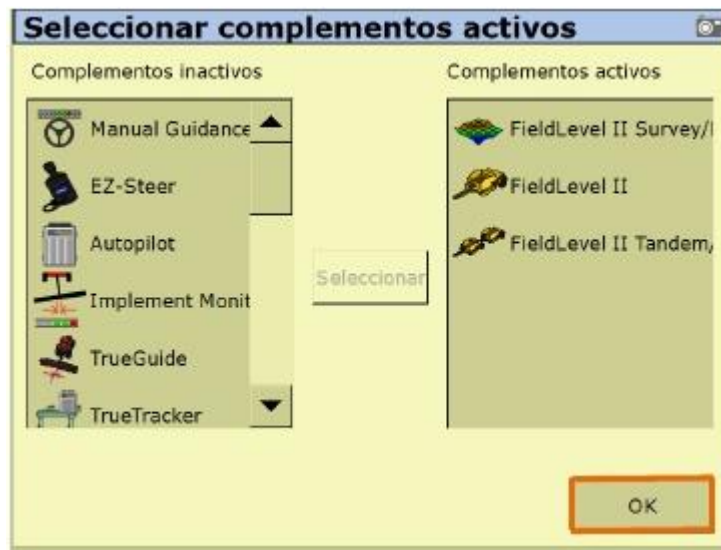 Seleccionar complementos activos
Complementos inactivos
Complementos activos
Manual Guidance
EZ-Steer
Autopilot
Implement Monit
TrueGuide
TrueTracker
Seleccionar
FieldLevel II Survey/
FieldLevel II
FieldLevel II Tandem/
OK